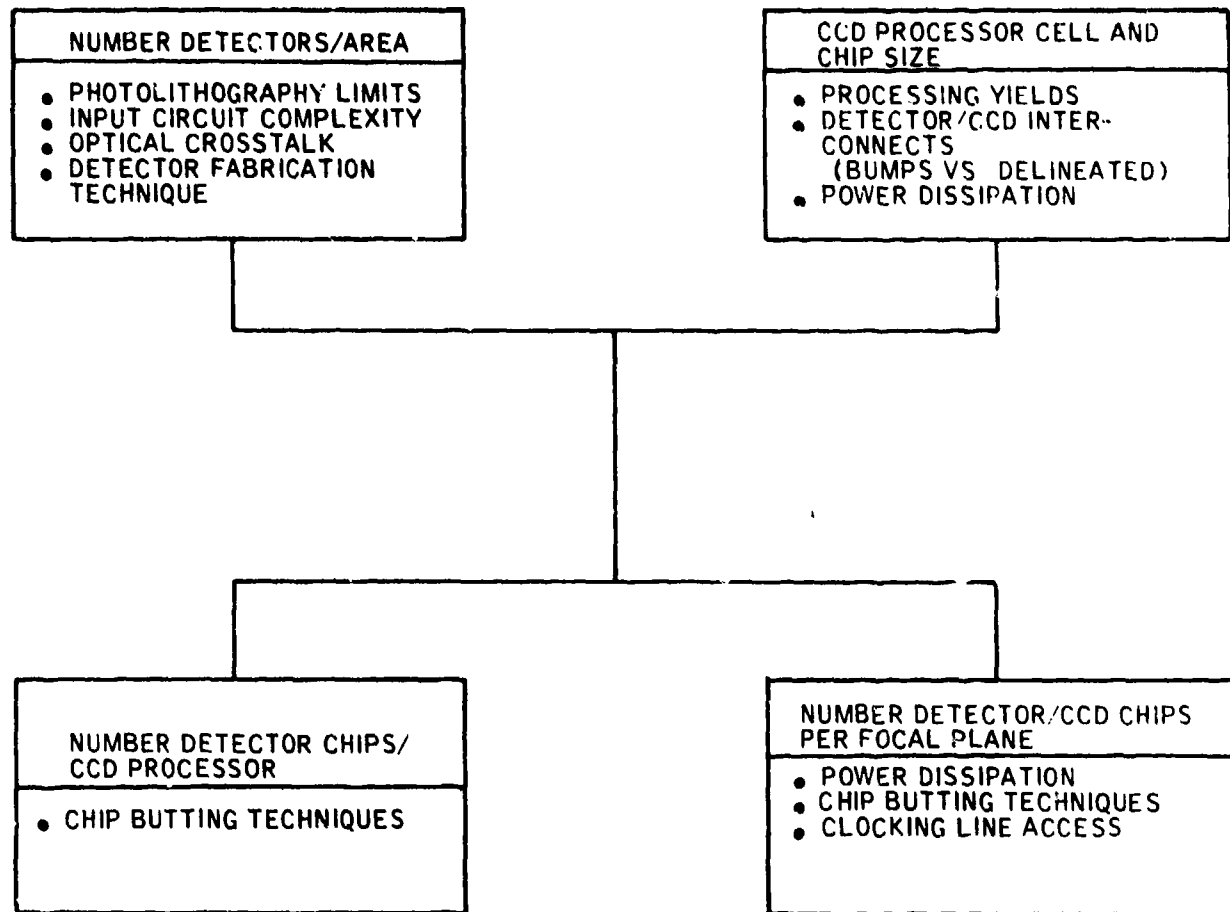 NUMBER DETECTORS/AREA
• PHOTOLITHOGRAPHY LIMITS
• INPUT CIRCUIT COMPLEXITY
• OPTICAL CROSSTALK
• DETECTOR FABRICATION
TECHNIQUE
CCD PROCESSOR CELL AND
CHIP SIZE
• PROCESSING YIELDS
• DETECTOR/CCD INTER-
CONNECTS
(BUMPS VS DELINEATED)
• POWER DISSIPATION
NUMBER DETECTOR CHIPS/
CCD PROCESSOR
• CHIP BUTTING TECHNIQUES
NUMBER DETECTOR/CCD CHIPS
PER FOCAL PLANE
• POWER DISSIPATION
• CHIP BUTTING TECHNIQUES
• CLOCKING LINE ACCESS